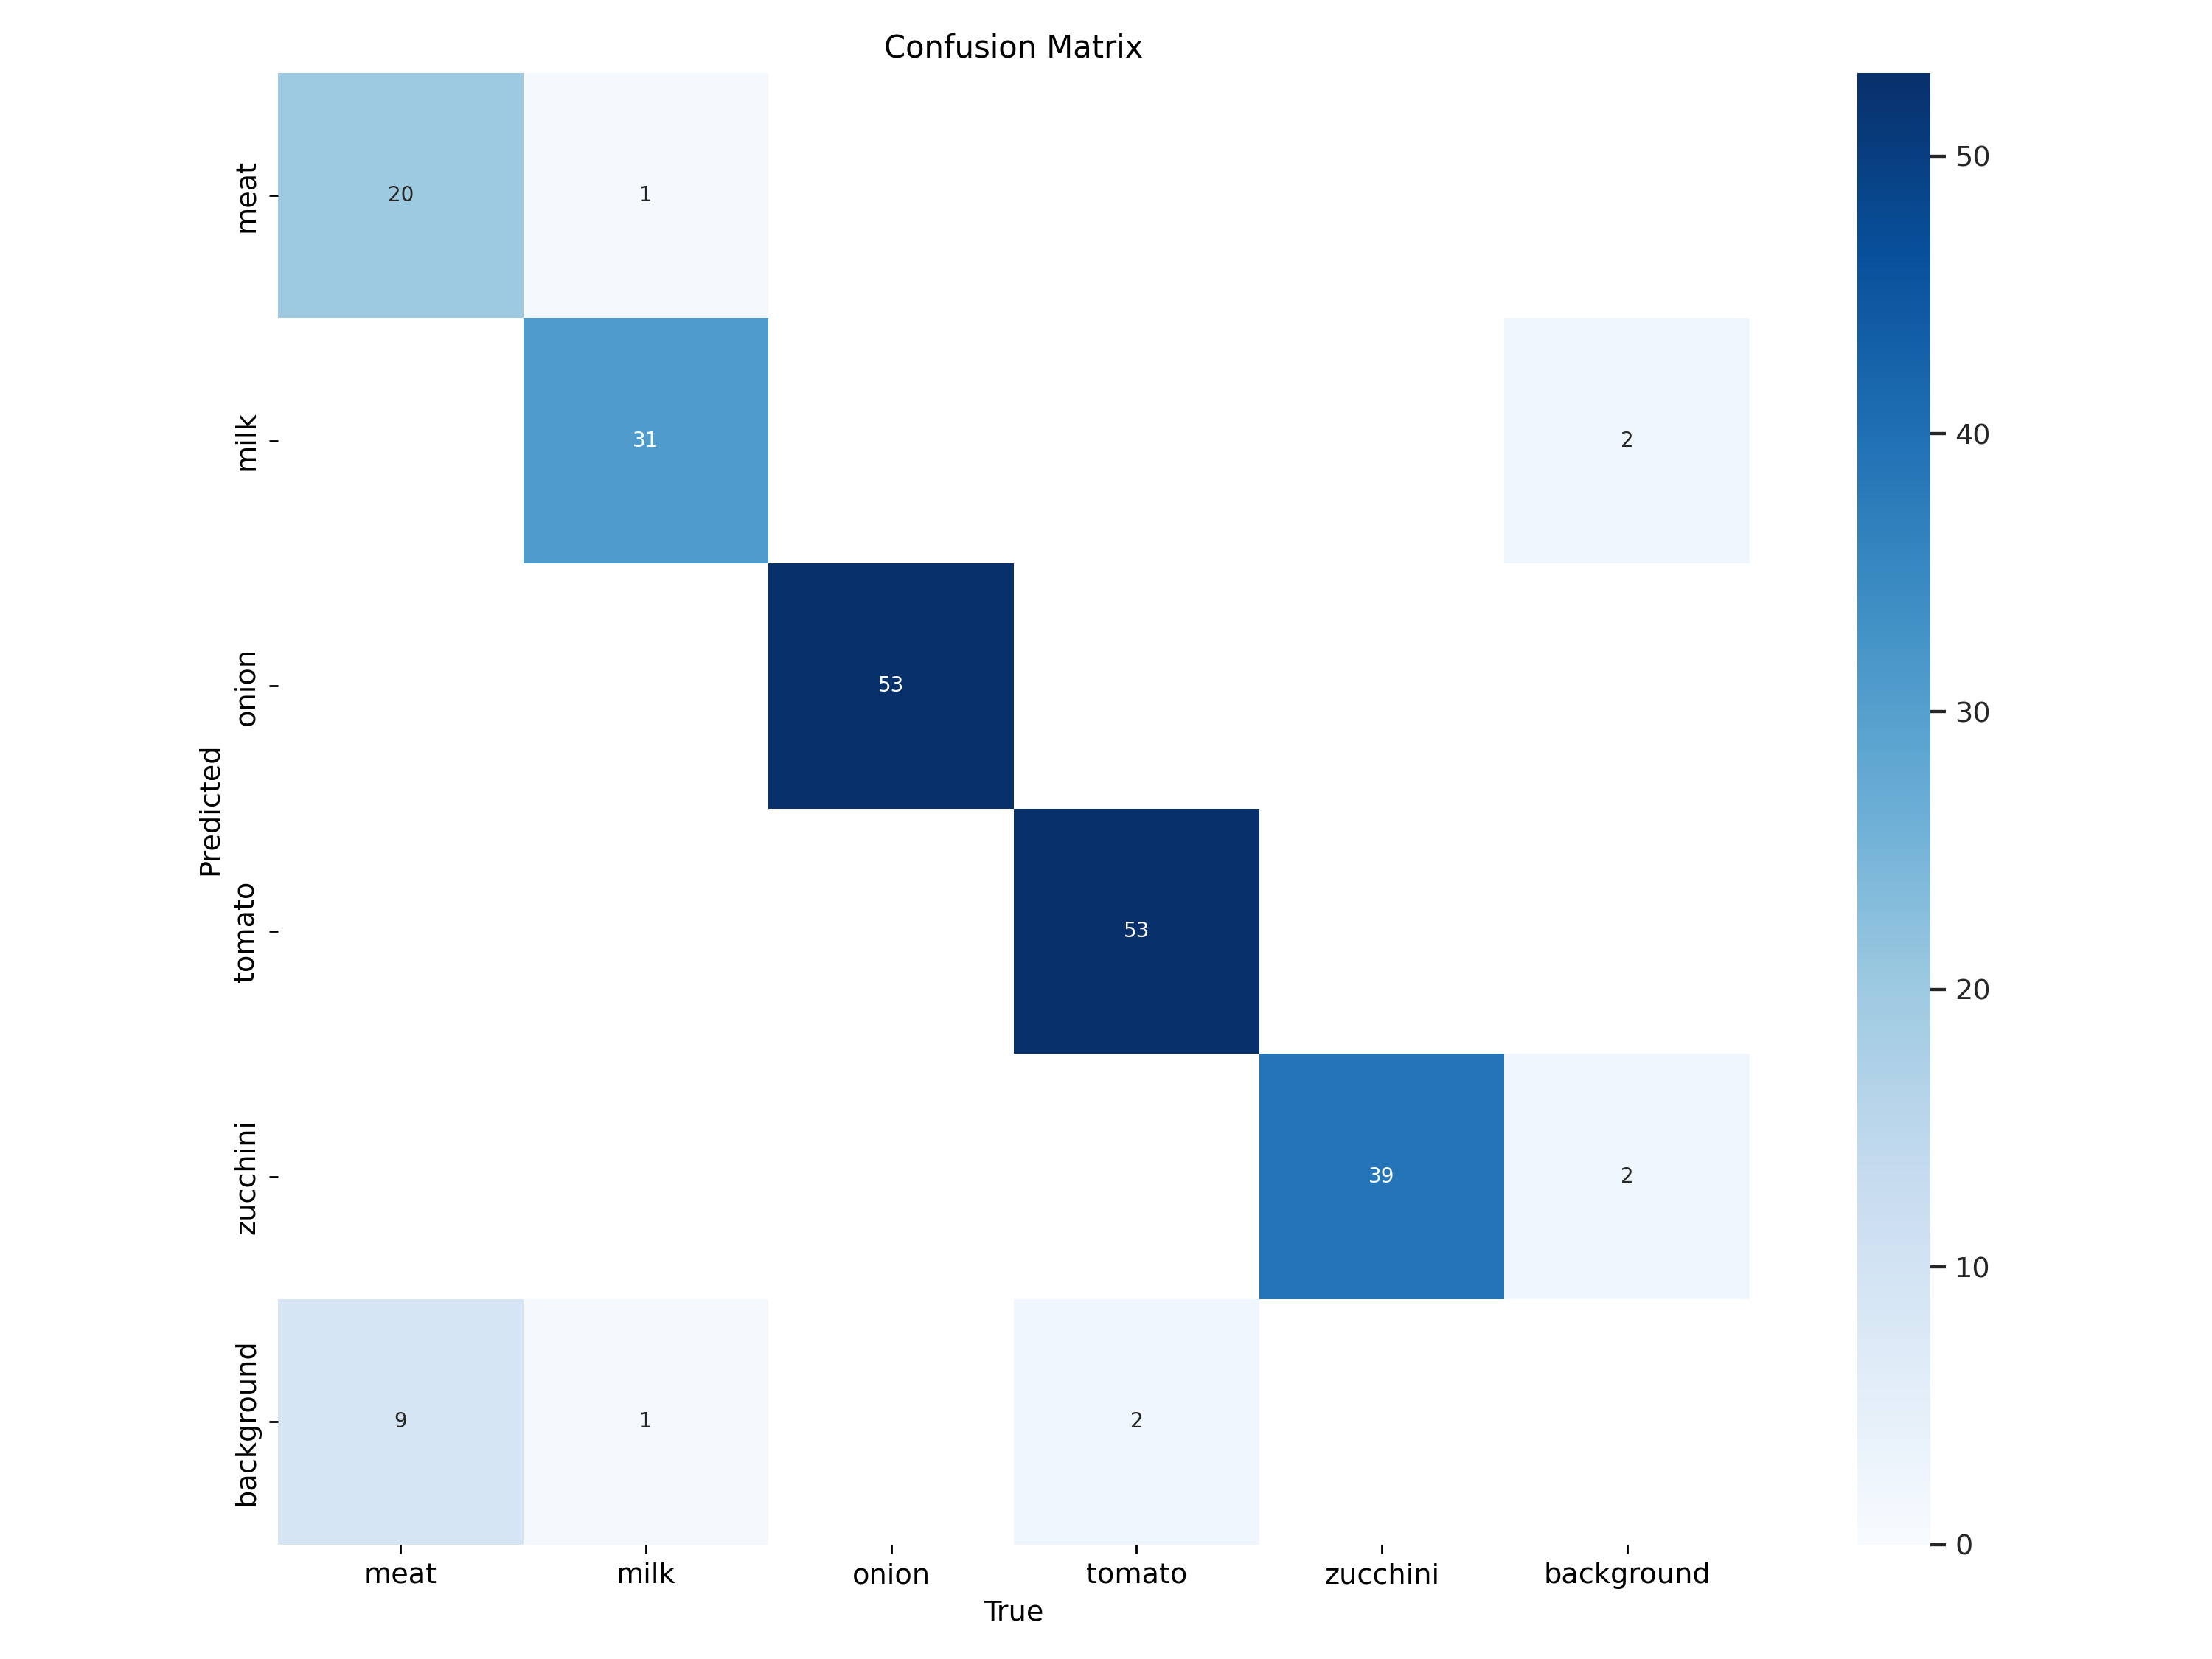 Confusion Matrix
meat
20
1
50
milk
31
2
40
onion
53
30
Predicted
tomato
53
20
zucchini
39
2
10
background
9
1
2
0
meat milk onion tomato zucchini background
True